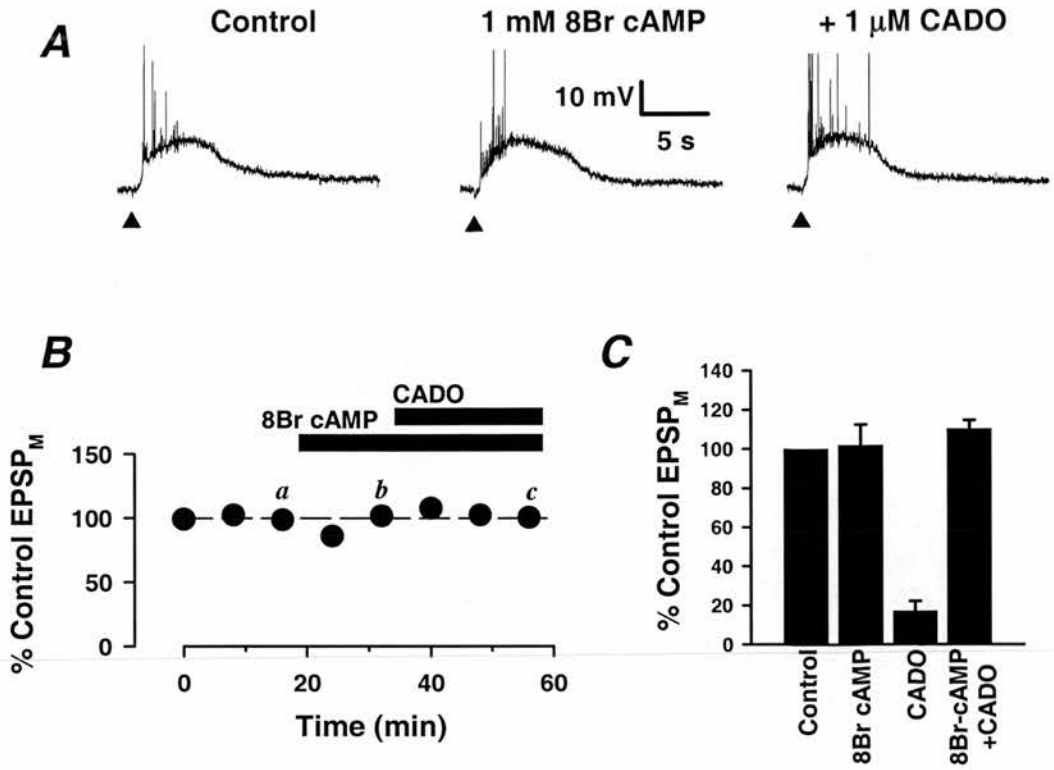 A
Control
1 mM 8Br cAMP
+ 1 μM CADO
10 mV
5 s
B
CADO
8Br cAMP
% Control EPSPM
150
100
50
0
a
b
c
0
20
40
60
Time (min)
C
% Control EPSPM
140
120
100
80
60
40
20
0
Control
8Br cAMP
CADO
8Br-cAMP
+CADO